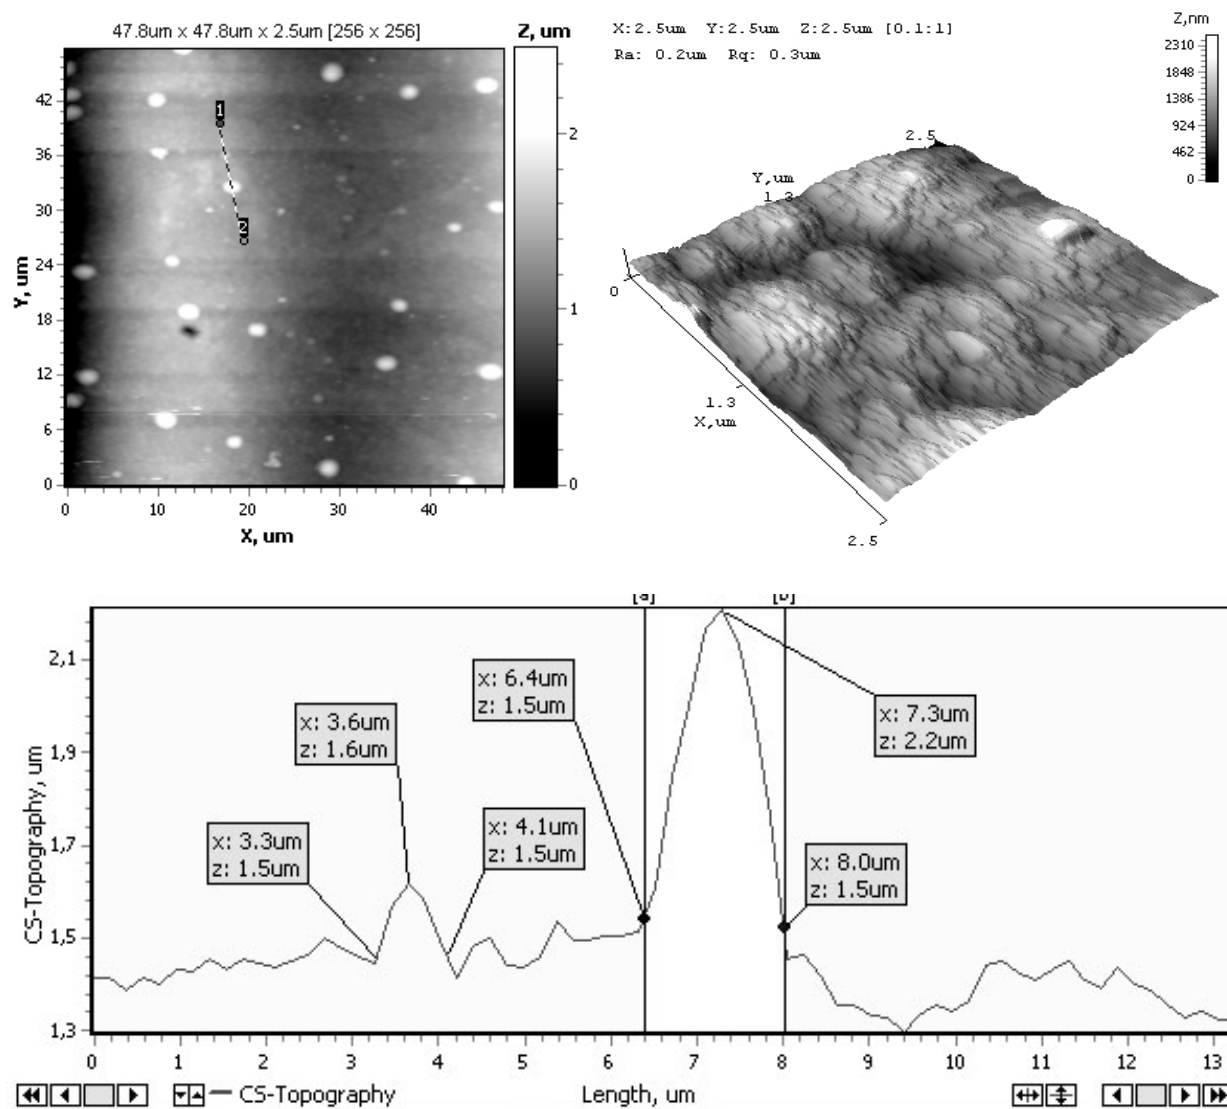 47.8um x 47.8um x 2.5um [256 x 256]
Z, um
42
36
30
24
18
12
6
0
Y, um
1
2
0
10
20
30
40
X, um
2
1
0
X:2.5um Y:2.5um Z:2.5um [0.1:1]
Ra: 0.2um Rq: 0.3um
Z,nm
2310
1848
1386
924
462
0
2.5
Y,um
1.3
0
1.3
X,um
2.5
[a]
[b]
2,1
1,9
1,7
1,5
1,3
CS-Topography, um
x: 6.4um
z: 1.5um
x: 3.6um
z: 1.6um
x: 7.3um
z: 2.2um
x: 3.3um
z: 1.5um
x: 4.1um
z: 1.5um
x: 8.0um
z: 1.5um
0 1 2 3 4 5 6 7 8 9 10 11 12 13
CS-Topography
Length, um